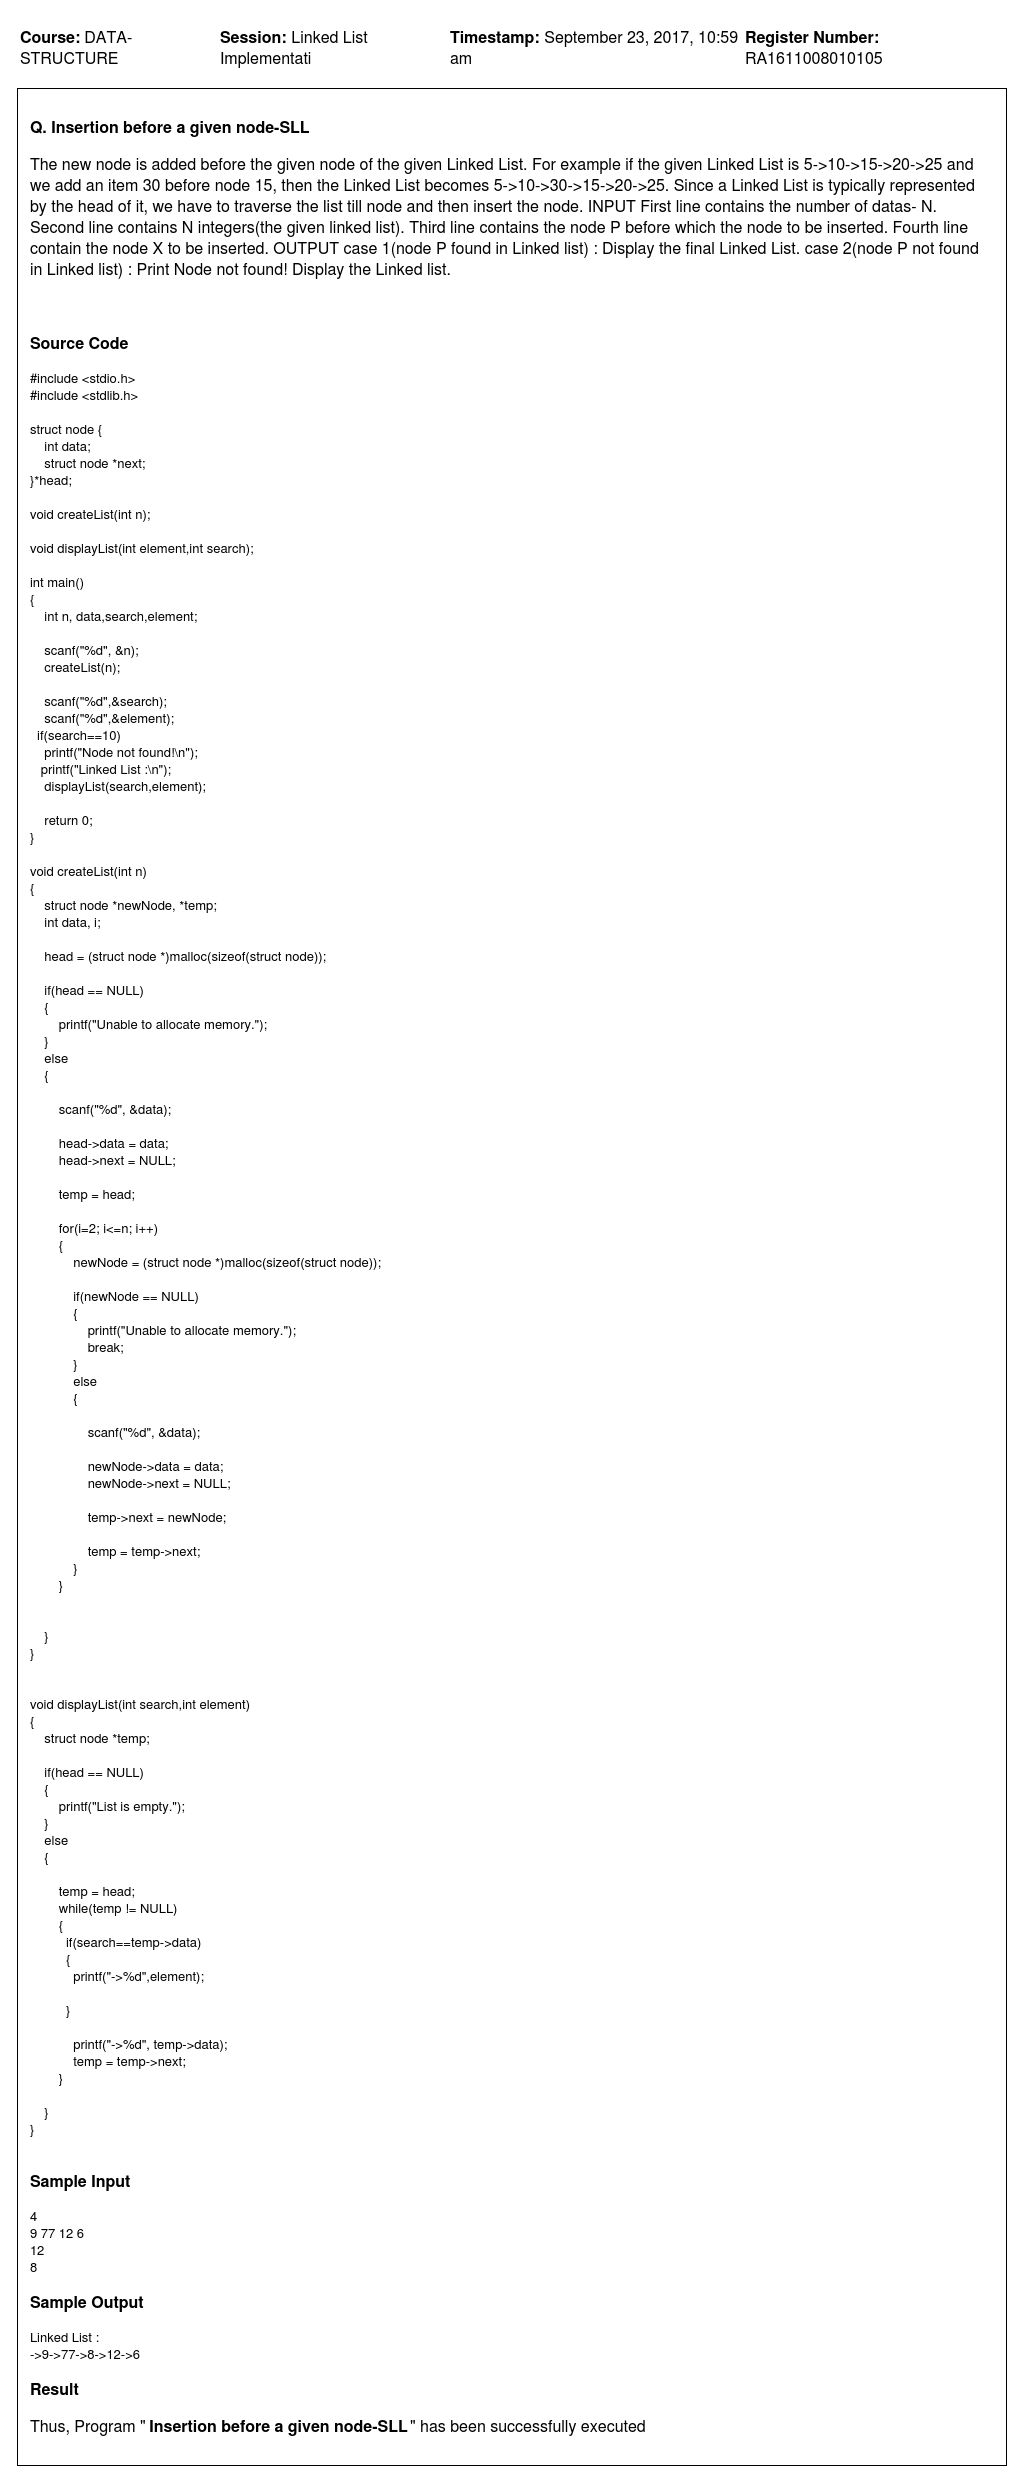 Course: DATA-STRUCTURE
Session: Linked List Implementati
Timestamp: September 23, 2017, 10:59 am
Register Number: RA1611008010105
Q. Insertion before a given node-SLL
The new node is added before the given node of the given Linked List. For example if the given Linked List is 5->10->15->20->25 and
we add an item 30 before node 15, then the Linked List becomes 5->10->30->15->20->25. Since a Linked List is typically represented
by the head of it, we have to traverse the list till node and then insert the node. INPUT First line contains the number of datas- N.
Second line contains N integers(the given linked list). Third line contains the node P before which the node to be inserted. Fourth line
contain the node X to be inserted. OUTPUT case 1(node P found in Linked list) : Display the final Linked List. case 2(node P not found
in Linked list) : Print Node not found! Display the Linked list.
Source Code
#include <stdio.h>
#include <stdlib.h>
struct node {
    int data;
    struct node *next;
}*head;
void createList(int n);
void displayList(int element,int search);
int main()
{
    int n, data,search,element;
    scanf("%d", &n);
    createList(n);
    scanf("%d",&search);
    scanf("%d",&element);
  if(search==10)
    printf("Node not found!\n");
   printf("Linked List :\n");
    displayList(search,element);
    return 0;
}
void createList(int n)
{
    struct node *newNode, *temp;
    int data, i;
    head = (struct node *)malloc(sizeof(struct node));
    if(head == NULL)
    {
        printf("Unable to allocate memory.");
    }
    else
    {
        scanf("%d", &data);
        head->data = data;
        head->next = NULL;
        temp = head;
        for(i=2; i<=n; i++)
        {
            newNode = (struct node *)malloc(sizeof(struct node));
            if(newNode == NULL)
            {
                printf("Unable to allocate memory.");
                break;
            }
            else
            {
                scanf("%d", &data);
                newNode->data = data;
                newNode->next = NULL;
                temp->next = newNode;
                temp = temp->next;
            }
        }
    }
}
void displayList(int search,int element)
{
    struct node *temp;
    if(head == NULL)
    {
        printf("List is empty.");
    }
    else
    {
        temp = head;
        while(temp != NULL)
        {
          if(search==temp->data)
          {
            printf("->%d",element);
          }
            printf("->%d", temp->data);
            temp = temp->next;
        }
    }
}
Sample Input
4
9 77 12 6
12
8
Sample Output
Linked List :
->9->77->8->12->6
Result
Thus, Program " Insertion before a given node-SLL " has been successfully executed